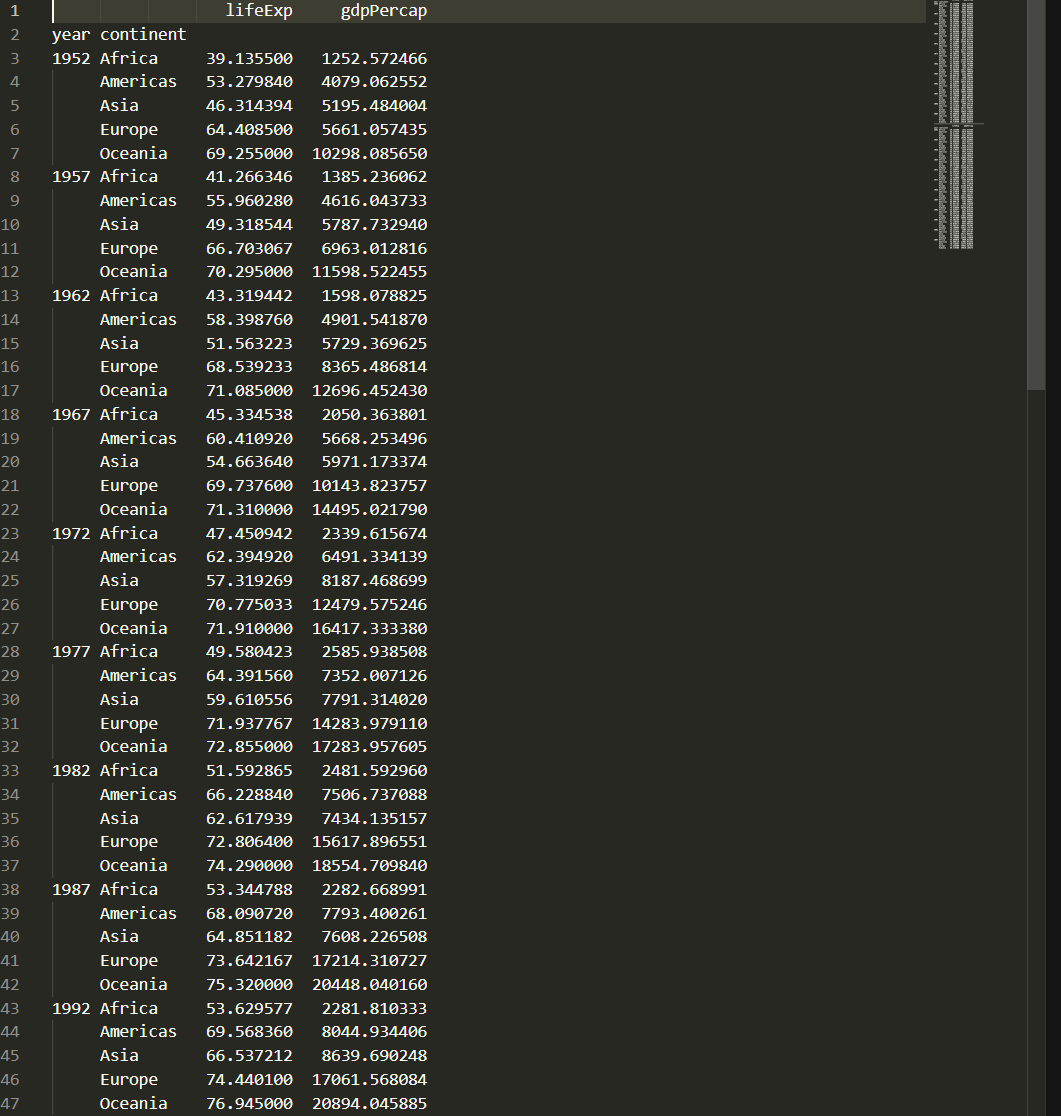 1 lifeExp gdpPercap
2 year continent
3 1952 Africa 39.135500 1252.572466
4 Americas 53.279840 4079.062552
5 Asia 46.314394 5195.484004
6 Europe 64.408500 5661.057435
7 Oceania 69.255000 10298.085650
8 1957 Africa 41.266346 1385.236062
9 Americas 55.960280 4616.043733
10 Asia 49.318544 5787.732940
11 Europe 66.703067 6963.012816
12 Oceania 70.295000 11598.522455
13 1962 Africa 43.319442 1598.078825
14 Americas 58.398760 4901.541870
15 Asia 51.563223 5729.369625
16 Europe 68.539233 8365.486814
17 Oceania 71.085000 12696.452430
18 1967 Africa 45.334538 2050.363801
19 Americas 60.410920 5668.253496
20 Asia 54.663640 5971.173374
21 Europe 69.737600 10143.823757
22 Oceania 71.310000 14495.021790
23 1972 Africa 47.450942 2339.615674
24 Americas 62.394920 6491.334139
25 Asia 57.319269 8187.468699
26 Europe 70.775033 12479.575246
27 Oceania 71.910000 16417.333380
28 1977 Africa 49.580423 2585.938508
29 Americas 64.391560 7352.007126
30 Asia 59.610556 7791.314020
31 Europe 71.937767 14283.979110
32 Oceania 72.855000 17283.957605
33 1982 Africa 51.592865 2481.592960
34 Americas 66.228840 7506.737088
35 Asia 62.617939 7434.135157
36 Europe 72.806400 15617.896551
37 Oceania 74.290000 18554.709840
38 1987 Africa 53.344788 2282.668991
39 Americas 68.090720 7793.400261
40 Asia 64.851182 7608.226508
41 Europe 73.642167 17214.310727
42 Oceania 75.320000 20448.040160
43 1992 Africa 53.629577 2281.810333
44 Americas 69.568360 8044.934406
45 Asia 66.537212 8639.690248
46 Europe 74.440100 17061.568084
47 Oceania 76.945000 20894.045885